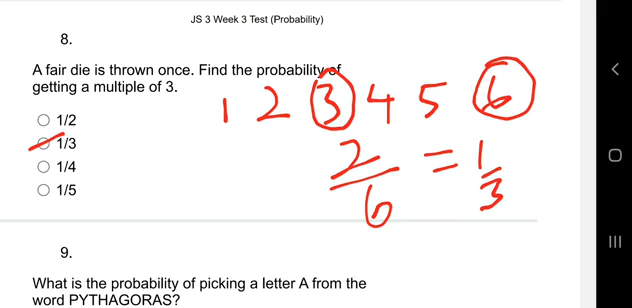 JS 3 Week 3 Test (Probability)
8.
A fair die is thrown once. Find the probability of
getting a multiple of 3.
1 2 3 4 5 6
1/2
1/3
1/4
1/5
2/6 = 1/3
9.
What is the probability of picking a letter A from the
word PYTHAGORAS?